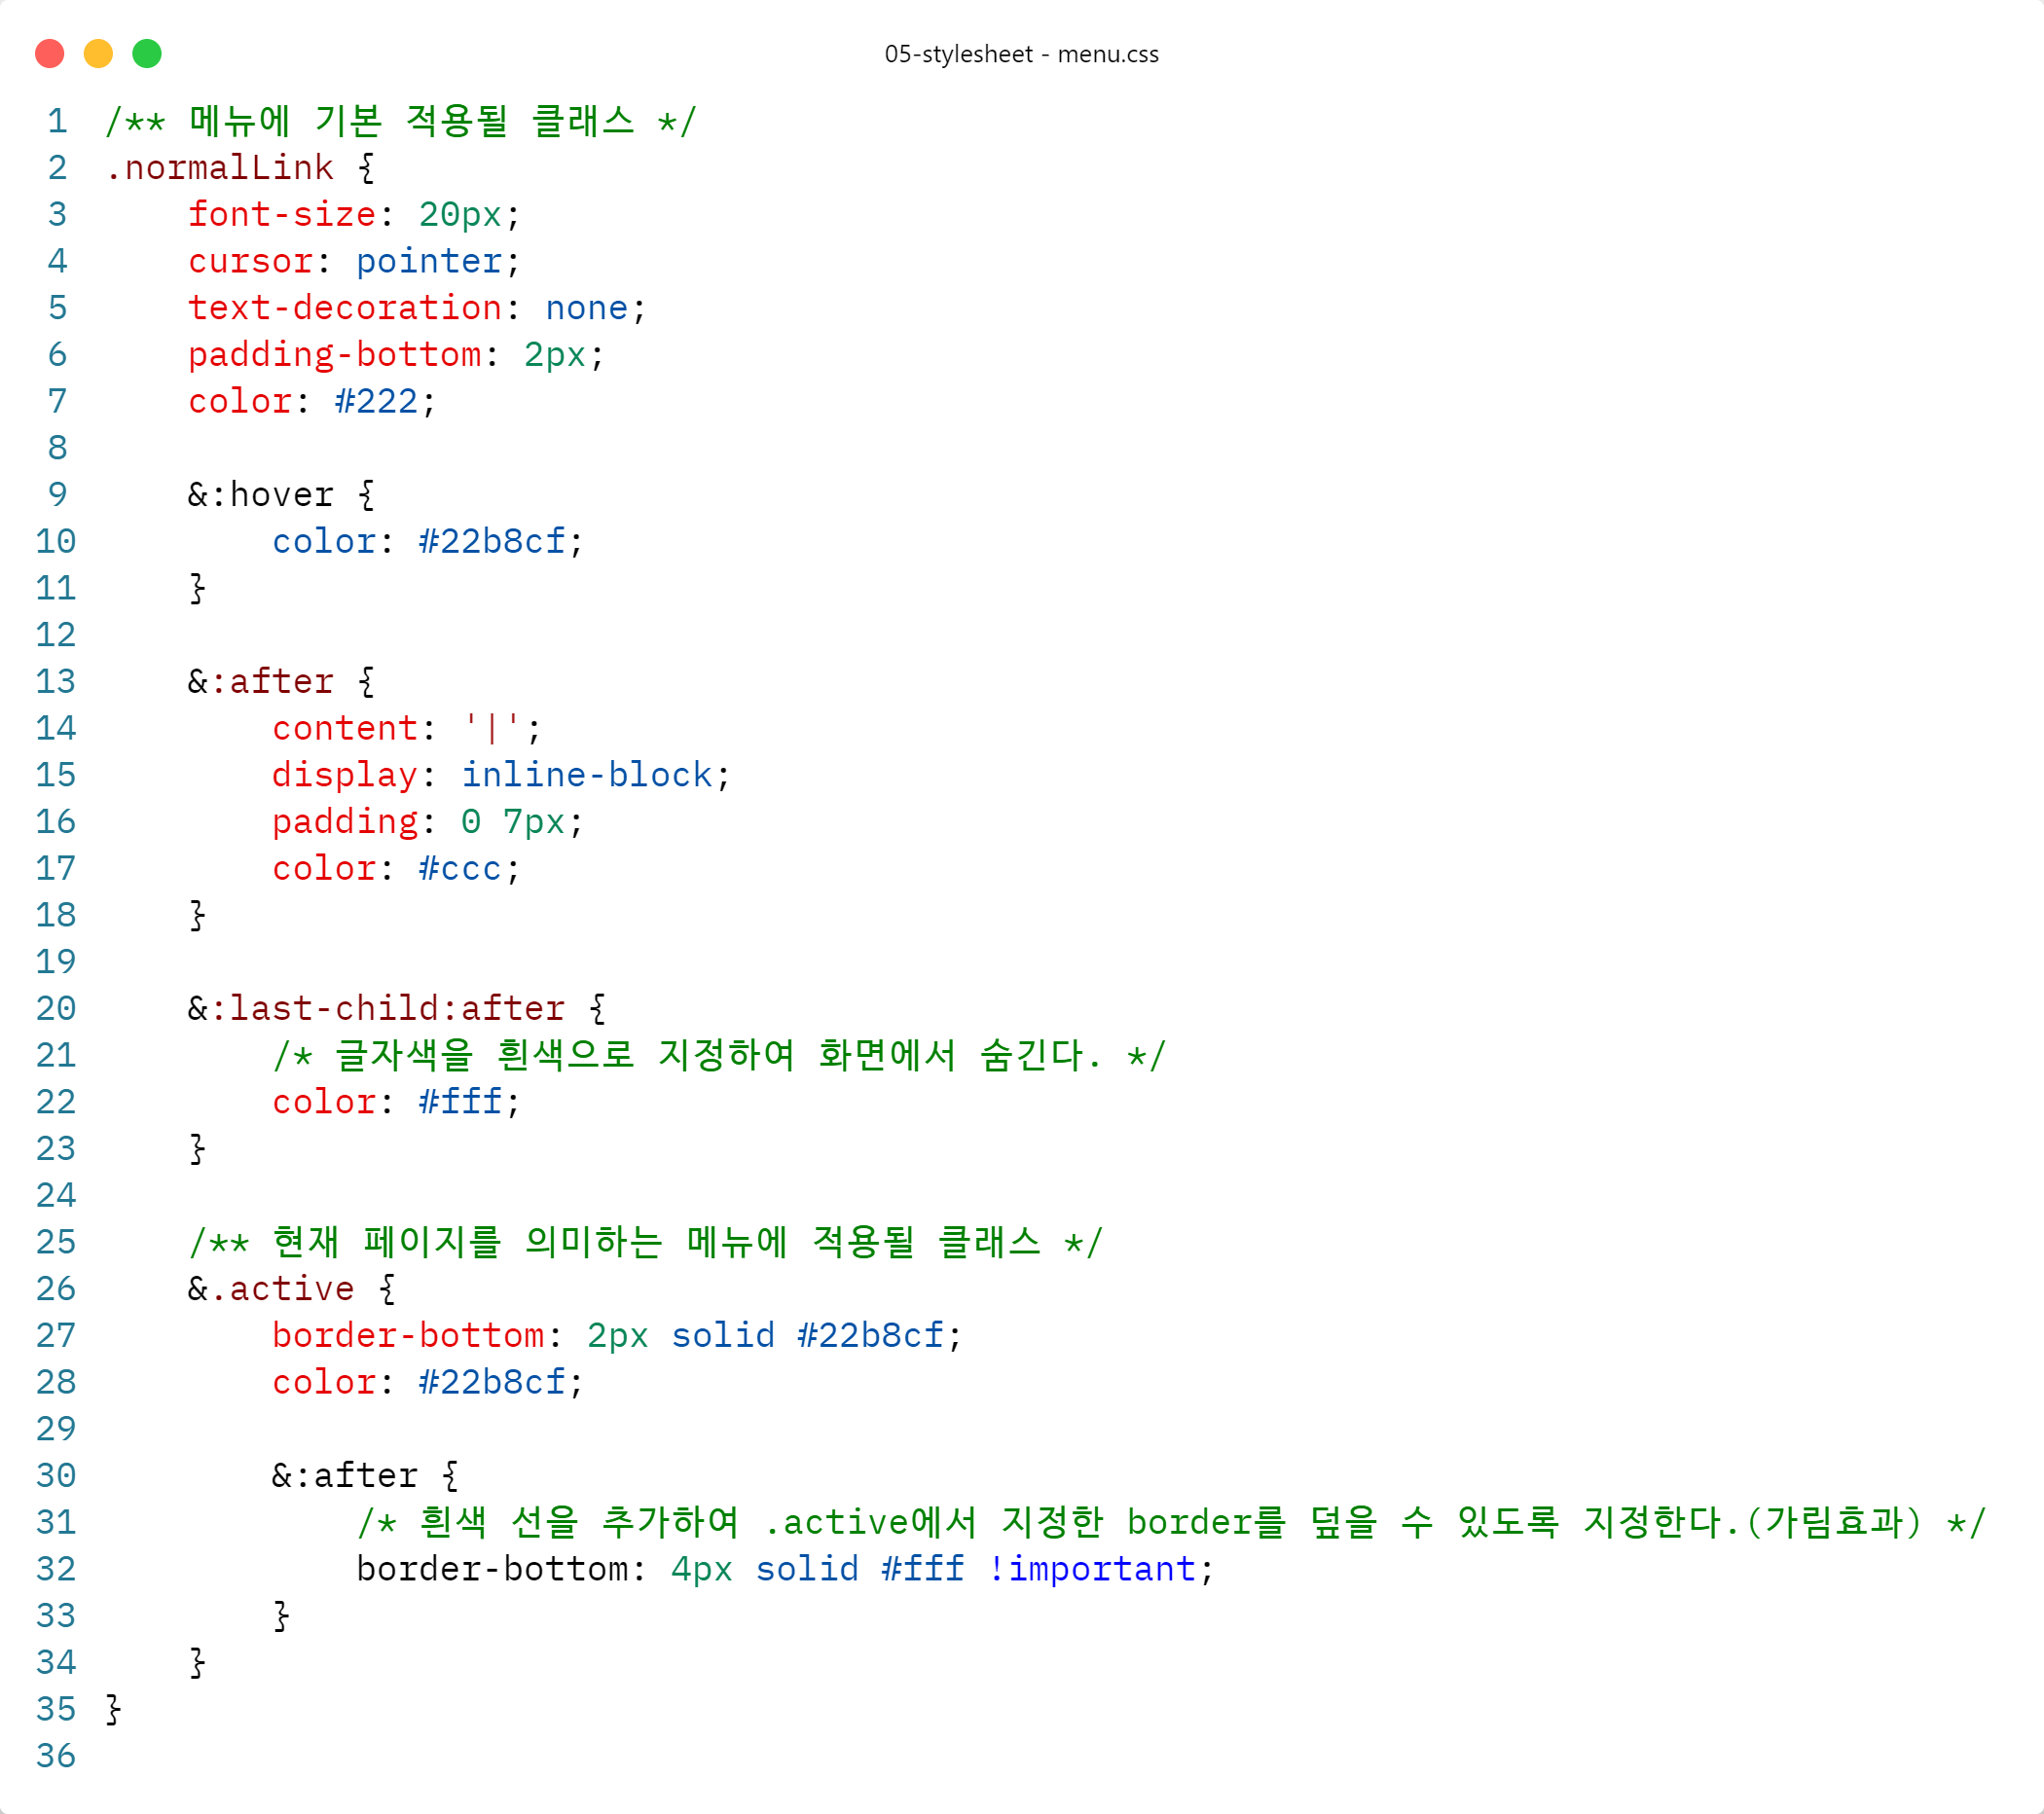 05-stylesheet - menu.css
1 /** 메뉴에 기본 적용될 클래스 */
2 .normalLink {
3     font-size: 20px;
4     cursor: pointer;
5     text-decoration: none;
6     padding-bottom: 2px;
7     color: #222;
8
9     &:hover {
10         color: #22b8cf;
11     }
12
13     &:after {
14         content: '|';
15         display: inline-block;
16         padding: 0 7px;
17         color: #ccc;
18     }
19
20     &:last-child:after {
21         /* 글자색을 흰색으로 지정하여 화면에서 숨긴다. */
22         color: #fff;
23     }
24
25     /** 현재 페이지를 의미하는 메뉴에 적용될 클래스 */
26     &.active {
27         border-bottom: 2px solid #22b8cf;
28         color: #22b8cf;
29
30         &:after {
31             /* 흰색 선을 추가하여 .active에서 지정한 border를 덮을 수 있도록 지정한다.(가림효과) */
32             border-bottom: 4px solid #fff !important;
33         }
34     }
35 }
36